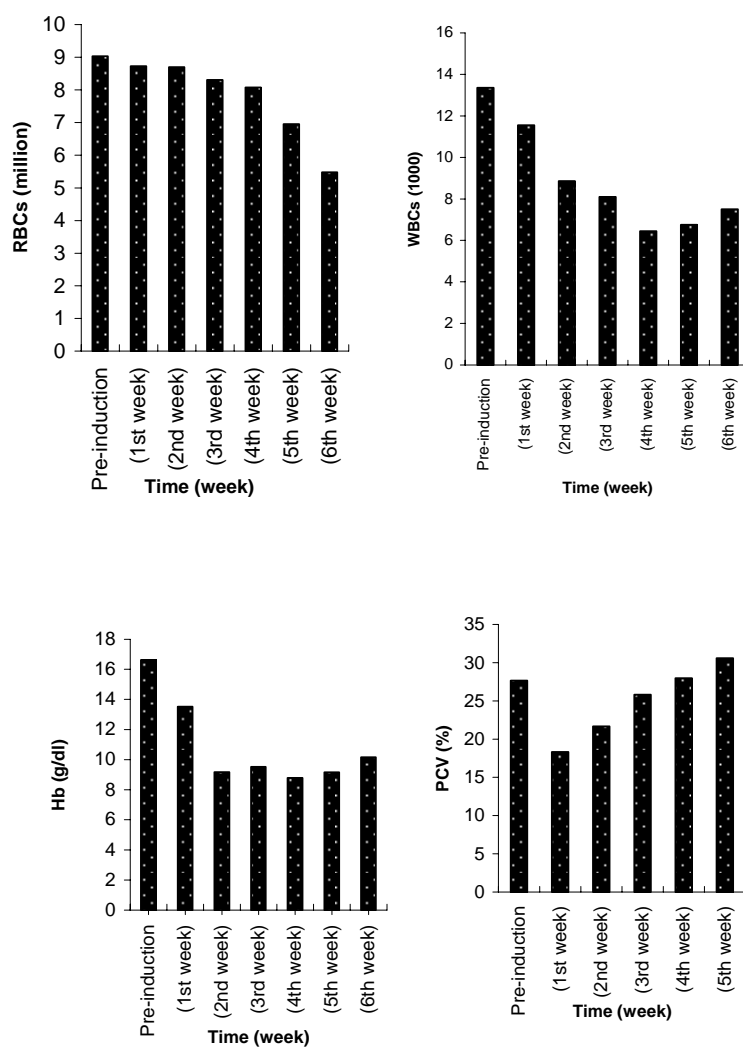 10
9
8
7
6
5
4
3
2
1
0
RBCs (million)
Pre-induction
(1st week)
(2nd week)
(3rd week)
(4th week)
(5th week)
(6th week)
Time (week)
16
14
12
10
8
6
4
2
0
WBCs (1000)
Pre-induction
(1st week)
(2nd week)
(3rd week)
(4th week)
(5th week)
(6th week)
Time (week)
18
16
14
12
10
8
6
4
2
0
Hb (g/dl)
Pre-induction
(1st week)
(2nd week)
(3rd week)
(4th week)
(5th week)
(6th week)
Time (week)
35
30
25
20
15
10
5
0
PCV (%)
Pre-induction
(1st week)
(2nd week)
(3rd week)
(4th week)
(5th week)
Time (week)